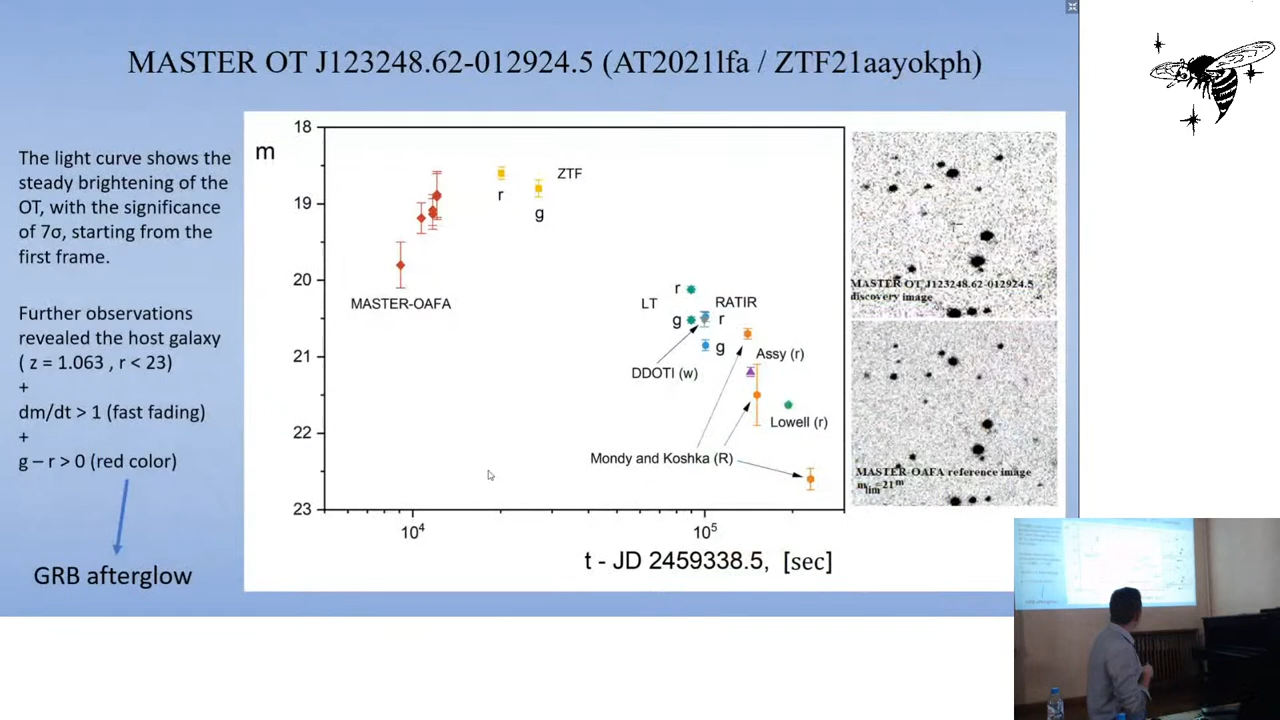 MASTER OT J123248.62-012924.5 (AT2021lfa / ZTF21aayokph)
The light curve shows the
steady brightening of the
OT, with the significance
of 7σ, starting from the
first frame.
Further observations
revealed the host galaxy
( z = 1.063 , r < 23)
+
dm/dt > 1 (fast fading)
+
g – r > 0 (red color)
GRB afterglow
m
18
19
20
21
22
23
10⁴
10⁵
t - JD 2459338.5, [sec]
MASTER-OAFA
ZTF
r
g
r
LT
g
RATIR
r
g
DDOTI (w)
Assy (r)
Lowell (r)
Mondy and Koshka (R)
MASTER OT J123248.62-012924.5
discovery image
MASTER-OAFA reference image
m_lim=21ᵐ